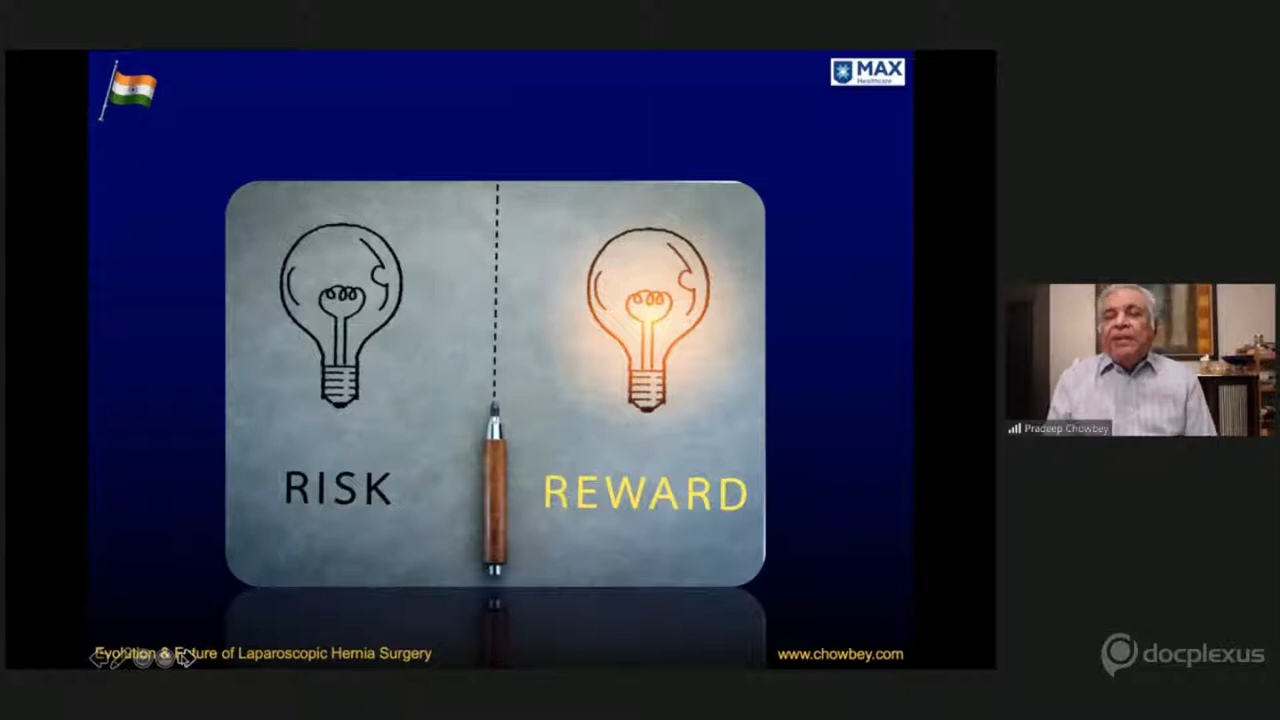 MAX
Healthcare
RISK
REWARD
Evolution & Future of Laparoscopic Hernia Surgery
www.chowbey.com
Pradeep Chowbey
docplexus